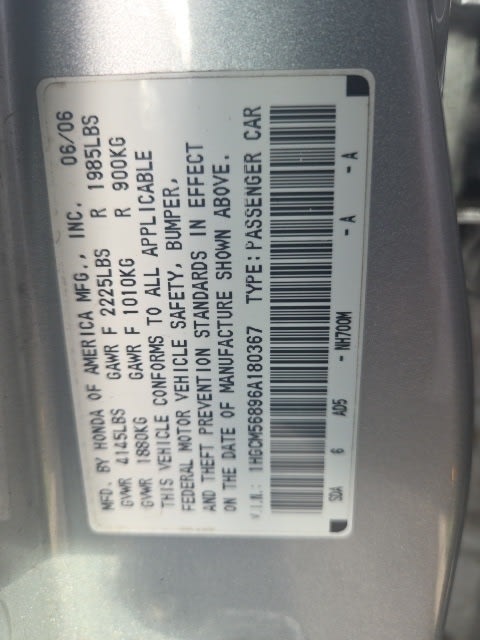 MFD. BY HONDA OF AMERICA MFG., INC. 06/06
GVWR 4145LBS GAWR F 2225LBS R 1985LBS
GVWR 1880KG GAWR F 1010KG R 900KG
THIS VEHICLE CONFORMS TO ALL APPLICABLE
FEDERAL MOTOR VEHICLE SAFETY, BUMPER,
AND THEFT PREVENTION STANDARDS IN EFFECT
ON THE DATE OF MANUFACTURE SHOWN ABOVE.
V.I.N.: 1HGCM56896A180367 TYPE: PASSENGER CAR
SDA 6 AD5 - NH700M - A - A